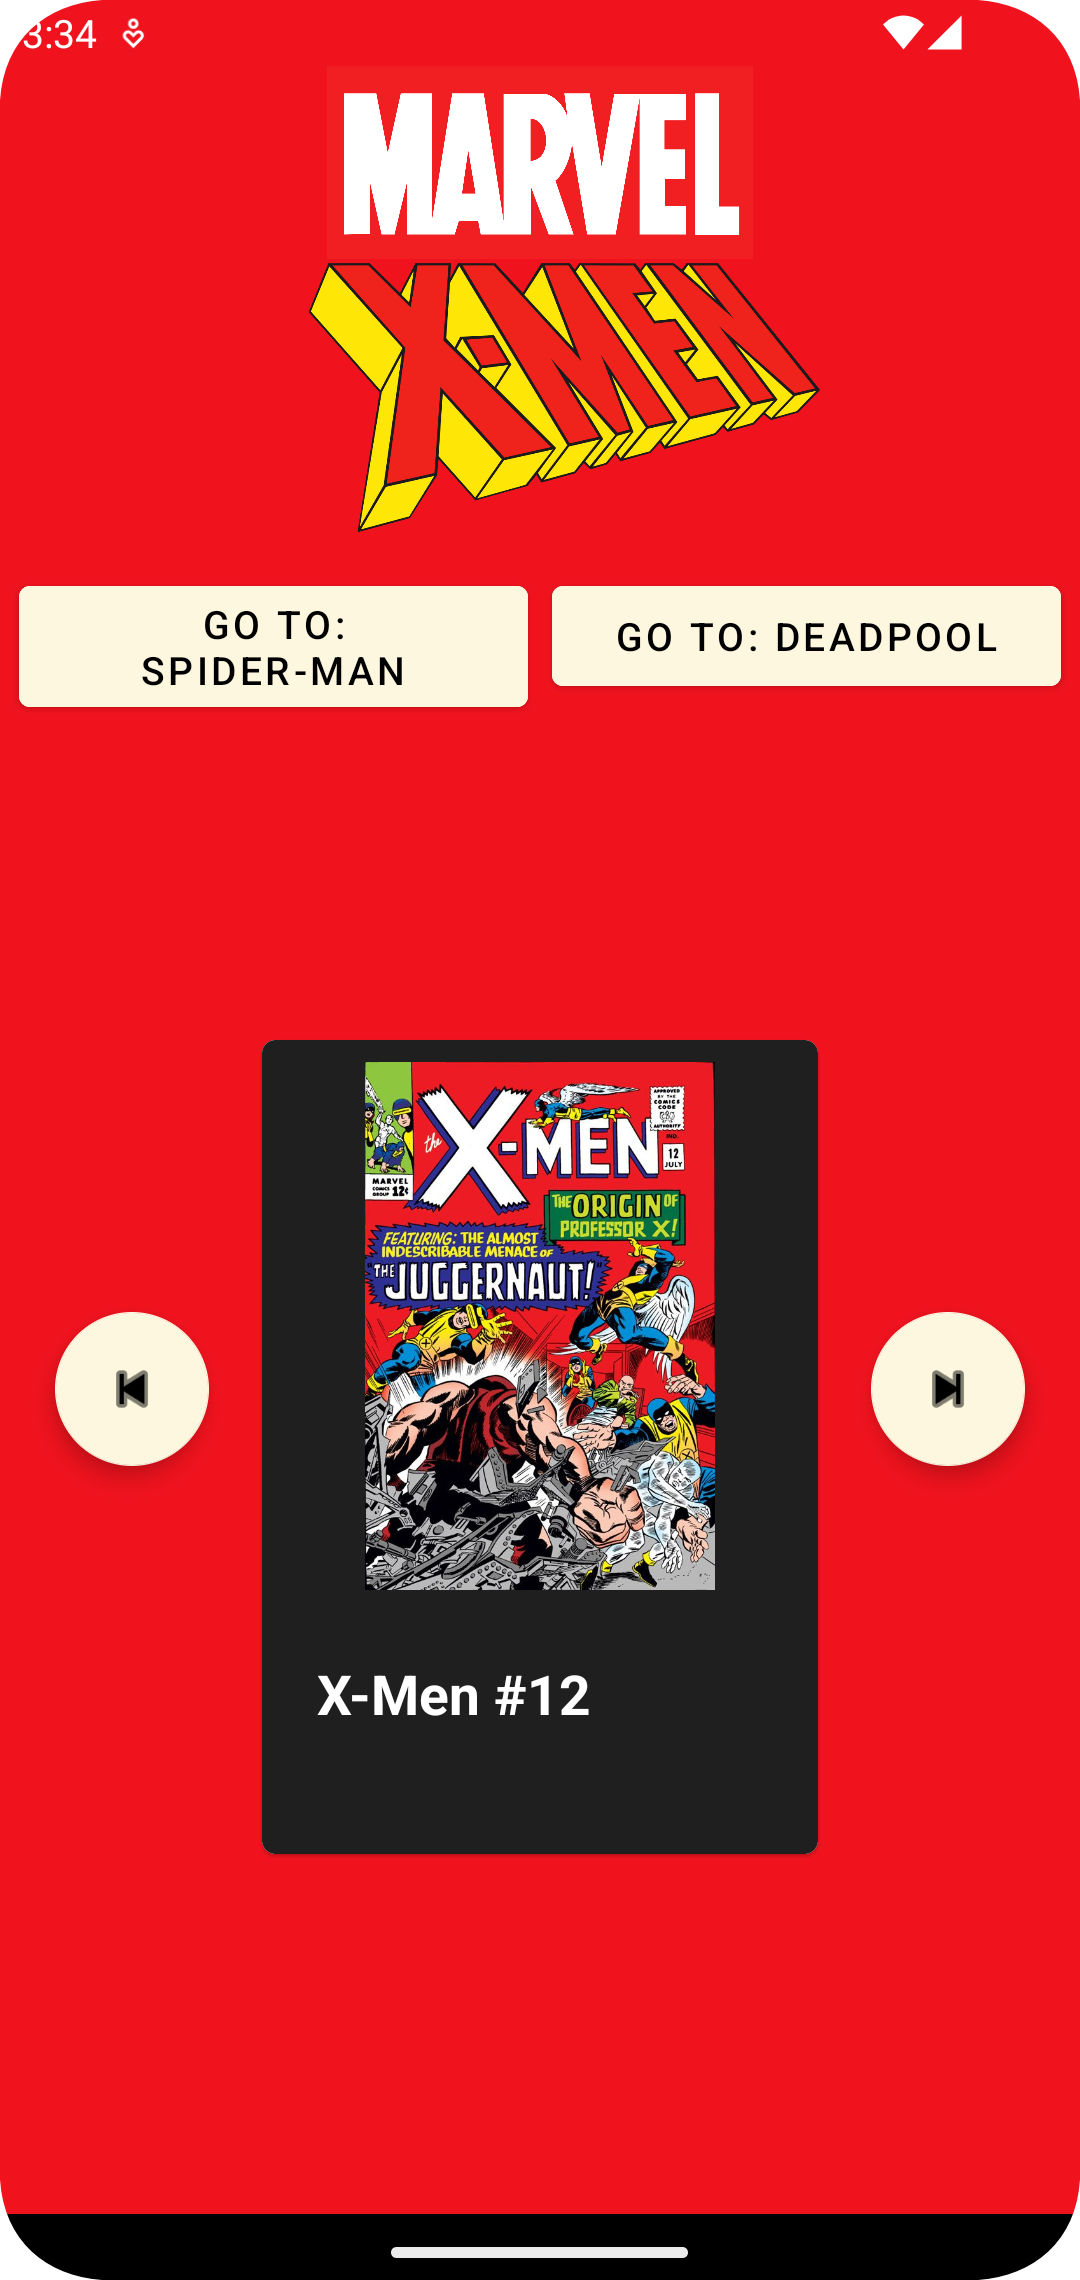 3:34
MARVEL
X-MEN
GO TO:
SPIDER-MAN
GO TO: DEADPOOL
the X-MEN
APPROVED
BY THE
COMICS
CODE
AUTHORITY
IND.
12
JULY
MARVEL
COMICS
GROUP 12¢
THE ORIGIN OF
PROFESSOR X!
FEATURING: THE ALMOST
INDESCRIBABLE MENACE OF
"THE JUGGERNAUT!"
X-Men #12